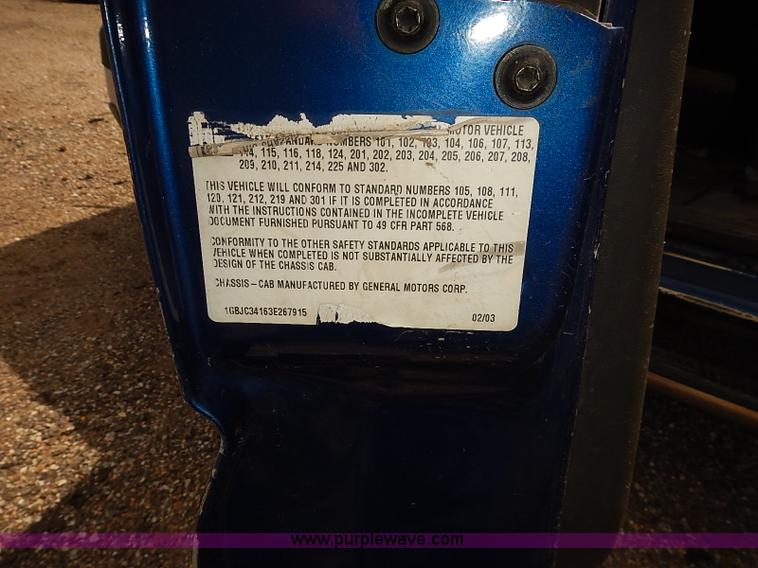 MOTOR VEHICLE
NUMBERS 101, 102, 103, 104, 106, 107, 113,
114, 115, 116, 118, 124, 201, 202, 203, 204, 205, 206, 207, 208,
209, 210, 211, 214, 225 AND 302.
THIS VEHICLE WILL CONFORM TO STANDARD NUMBERS 105, 108, 111,
120, 121, 212, 219 AND 301 IF IT IS COMPLETED IN ACCORDANCE
WITH THE INSTRUCTIONS CONTAINED IN THE INCOMPLETE VEHICLE
DOCUMENT FURNISHED PURSUANT TO 49 CFR PART 568.
CONFORMITY TO THE OTHER SAFETY STANDARDS APPLICABLE TO THIS
VEHICLE WHEN COMPLETED IS NOT SUBSTANTIALLY AFFECTED BY THE
DESIGN OF THE CHASSIS CAB.
CHASSIS-CAB MANUFACTURED BY GENERAL MOTORS CORP.
1GBJC34163E267915 02/03
www.purplewave.com